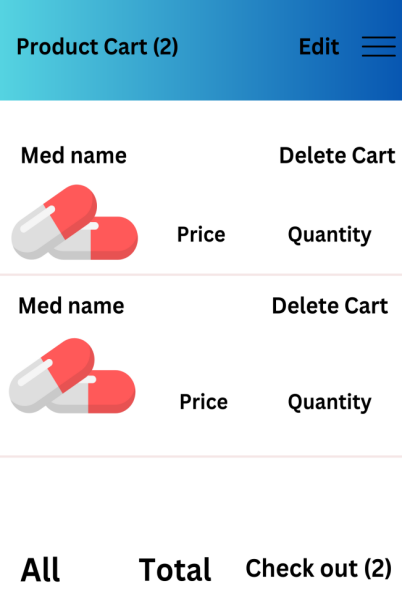 Product Cart (2) Edit
Med name Delete Cart
Price Quantity
Med name Delete Cart
Price Quantity
All Total Check out (2)